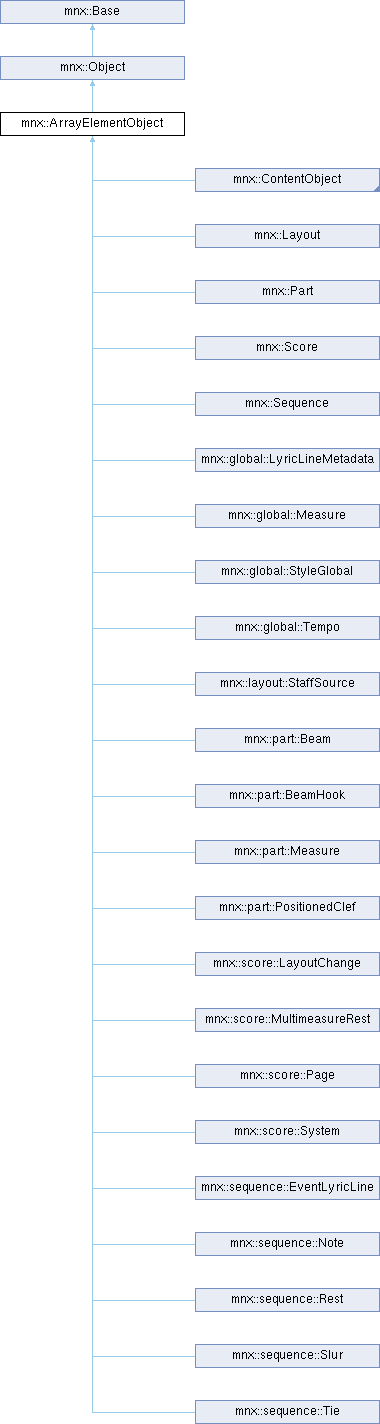 mnx::Base
mnx::Object
mnx::ArrayElementObject
mnx::ContentObject
mnx::Layout
mnx::Part
mnx::Score
mnx::Sequence
mnx::global::LyricLineMetadata
mnx::global::Measure
mnx::global::StyleGlobal
mnx::global::Tempo
mnx::layout::StaffSource
mnx::part::Beam
mnx::part::BeamHook
mnx::part::Measure
mnx::part::PositionedClef
mnx::score::LayoutChange
mnx::score::MultimeasureRest
mnx::score::Page
mnx::score::System
mnx::sequence::EventLyricLine
mnx::sequence::Note
mnx::sequence::Rest
mnx::sequence::Slur
mnx::sequence::Tie